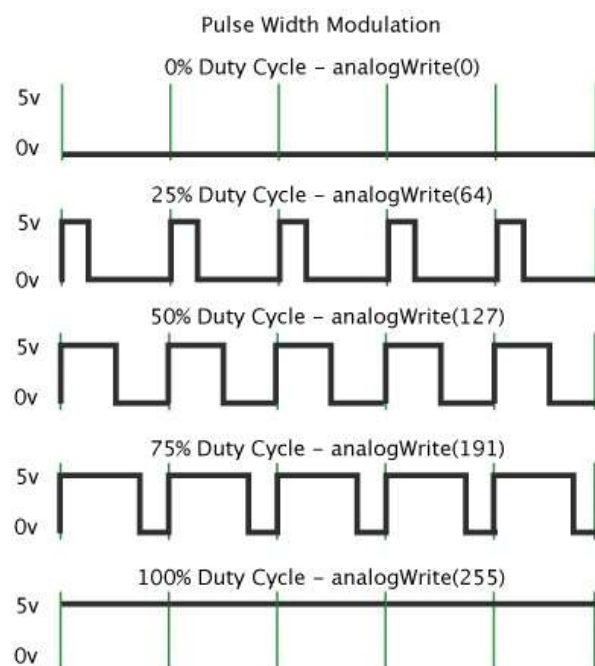 Pulse Width Modulation
0% Duty Cycle – analogWrite(0)
5v
0v
25% Duty Cycle – analogWrite(64)
5v
0v
50% Duty Cycle – analogWrite(127)
5v
0v
75% Duty Cycle – analogWrite(191)
5v
0v
100% Duty Cycle – analogWrite(255)
5v
0v